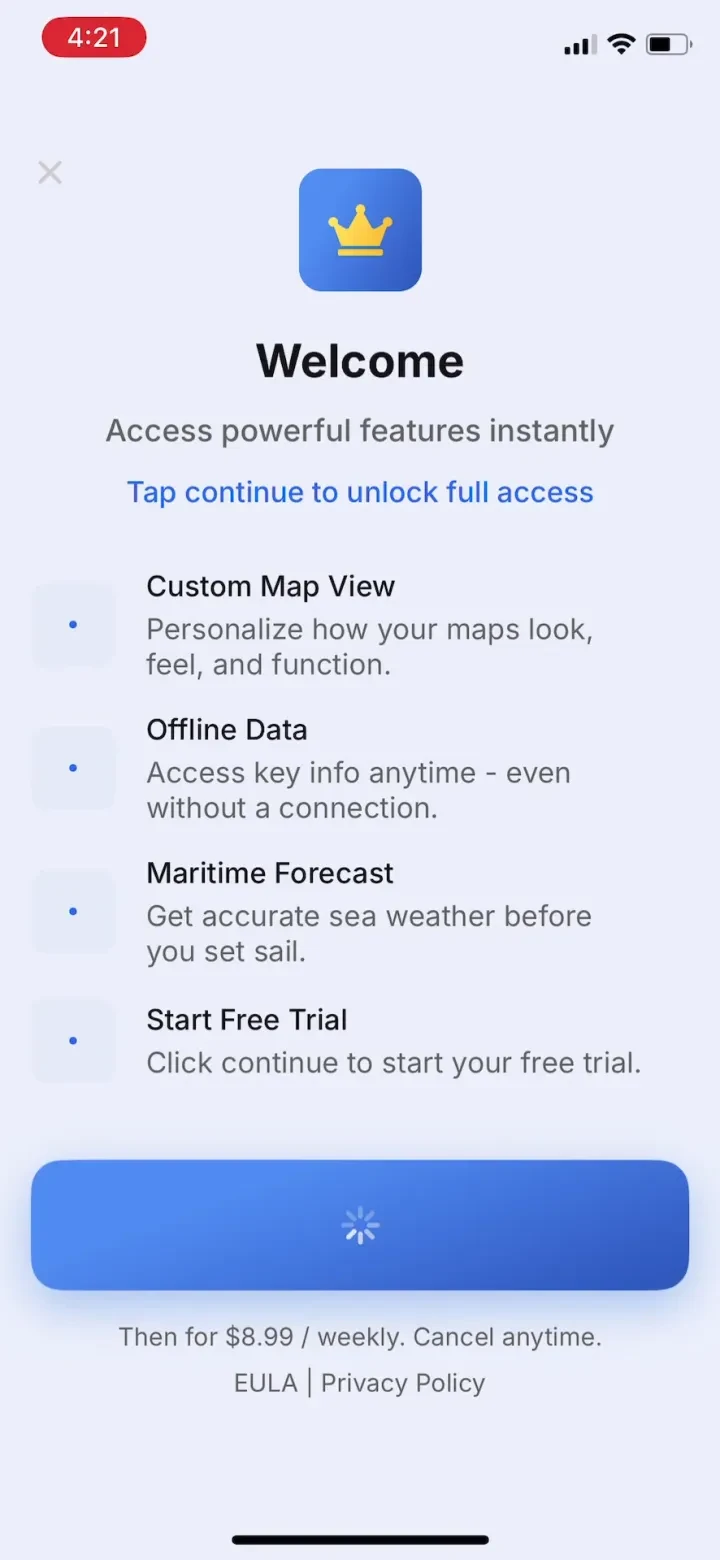 4:21
Welcome
Access powerful features instantly
Tap continue to unlock full access
Custom Map View
Personalize how your maps look,
feel, and function.
Offline Data
Access key info anytime - even
without a connection.
Maritime Forecast
Get accurate sea weather before
you set sail.
Start Free Trial
Click continue to start your free trial.
Then for $8.99 / weekly. Cancel anytime.
EULA | Privacy Policy